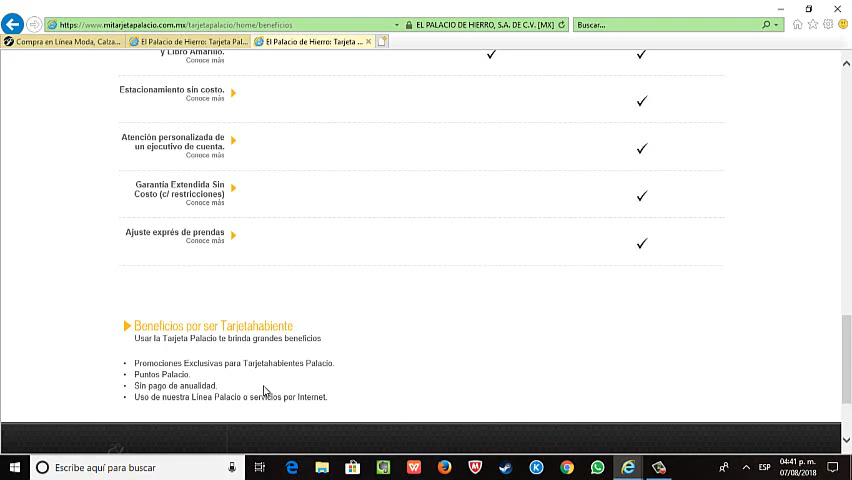 https://www.mitarjetapalacio.com.mx/tarjetapalacio/home/beneficios
EL PALACIO DE HIERRO, S.A. DE C.V. [MX]
Buscar...
Compra en Línea Moda, Calza...
El Palacio de Hierro: Tarjeta Pal...
El Palacio de Hierro: Tarjeta ...
y Libro Amarillo.
Conoce más
Estacionamiento sin costo.
Conoce más
Atención personalizada de
un ejecutivo de cuenta.
Conoce más
Garantía Extendida Sin
Costo (c/ restricciones)
Conoce más
Ajuste exprés de prendas
Conoce más
Beneficios por ser Tarjetahabiente
Usar la Tarjeta Palacio te brinda grandes beneficios
• Promociones Exclusivas para Tarjetahabientes Palacio.
• Puntos Palacio.
• Sin pago de anualidad.
• Uso de nuestra Línea Palacio o servicios por Internet.
Escribe aquí para buscar
ESP
04:41 p. m.
07/08/2018